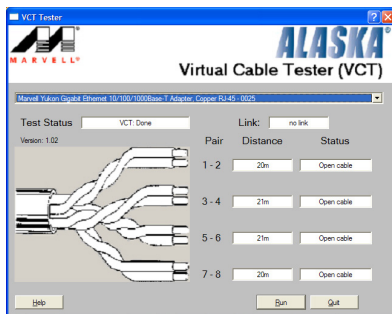 VCT Tester
MARVELL®
ALASKA®
Virtual Cable Tester (VCT)
Marvell Yukon Gigabit Ethernet 10/100/1000Base-T Adapter, Copper RJ-45 - 0025
Test Status VCT: Done Link: no link
Version: 1.02 Pair Distance Status
1 - 2 20m Open cable
3 - 4 21m Open cable
5 - 6 21m Open cable
7 - 8 20m Open cable
Help Run Quit